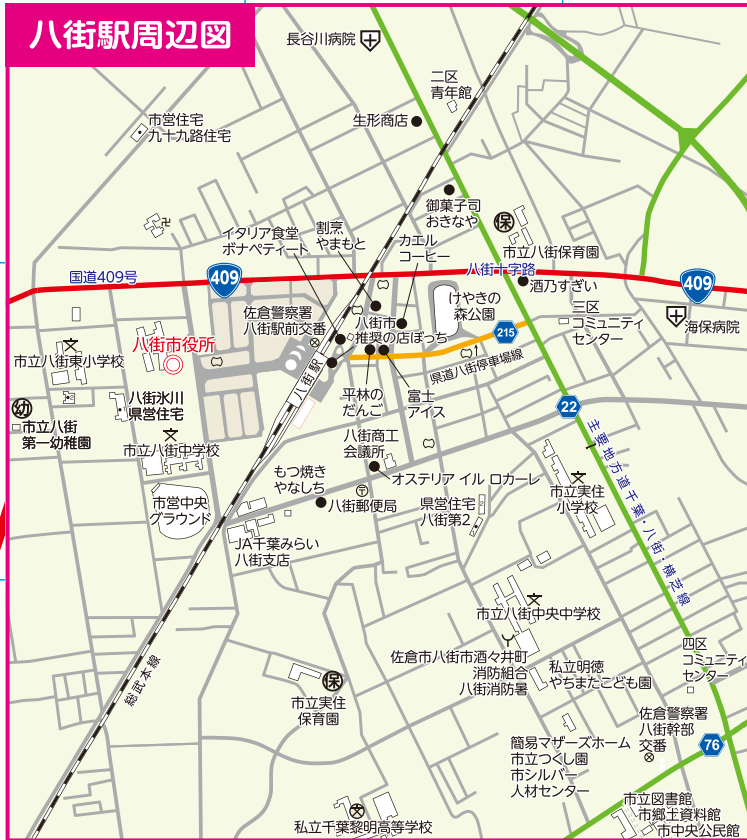 八街駅周辺図
長谷川病院
二区
青年館
生形商店
市営住宅
九十九路住宅
御菓子司
おきなや
保
市立八街保育園
イタリア食堂
ボナペティート
割烹
やまもと
カエル
コーヒー
国道409号
409
八街十字路
409
酒乃すぎい
けやきの
森公園
三区
コミュニティ
センター
海保病院
佐倉警察署
八街駅前交番
八街市
推奨の店ぼっち
215
県道八街停車場線
八街市役所
市立八街東小学校
八街駅
八街氷川
県営住宅
幼
市立八街
第一幼稚園
市立八街中学校
平林の
だんご
富士
アイス
22
主要地方道千葉・八街・横芝線
八街商工
会議所
オステリア イル ロカーレ
もつ焼き
やなしち
八街郵便局
県営住宅
八街第2
市立実住
小学校
市営中央
グラウンド
JA千葉みらい
八街支店
市立八街中央中学校
佐倉市八街市酒々井町
消防組合
八街消防署
私立明徳
やちまたこども園
四区
コミュニティ
センター
総武本線
保
市立実住
保育園
佐倉警察署
八街幹部
交番
76
簡易マザーズホーム
市立つくし園
市シルバー
人材センター
市立図書館
市郷土資料館
市中央公民館
私立千葉黎明高等学校